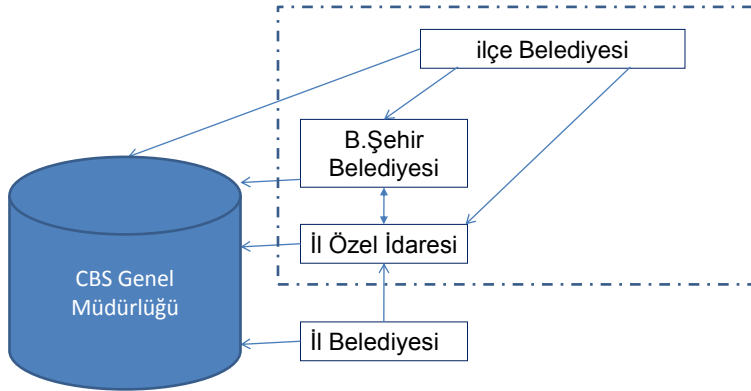 ilçe Belediyesi
B.Şehir
Belediyesi
İl Özel İdaresi
CBS Genel
Müdürlüğü
İl Belediyesi